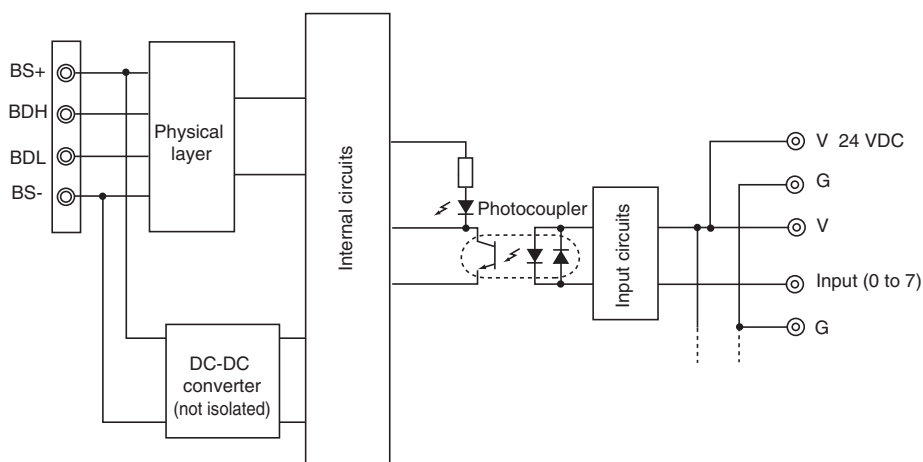 BS+
BDH
BDL
BS-
Physical
layer
DC-DC
converter
(not isolated)
Internal circuits
Photocoupler
Input circuits
V 24 VDC
G
V
Input (0 to 7)
G